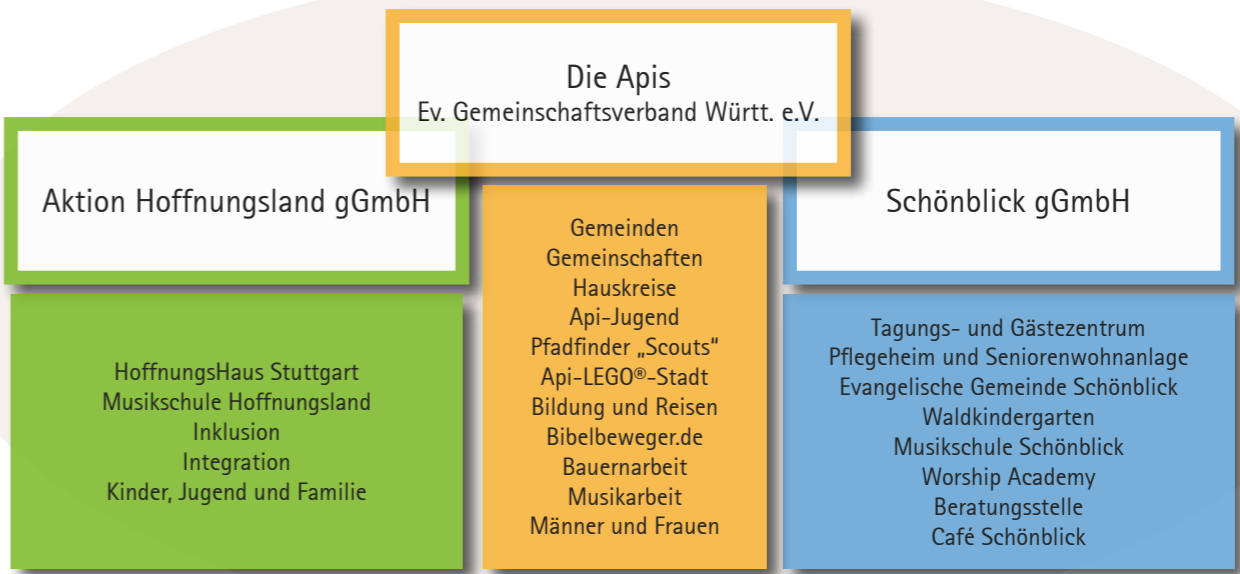 Die Apis
Ev. Gemeinschaftsverband Württ. e.V.
Aktion Hoffnungsland gGmbH
HoffnungsHaus Stuttgart
Musikschule Hoffnungsland
Inklusion
Integration
Kinder, Jugend und Familie
Gemeinden
Gemeinschaften
Hauskreise
Api-Jugend
Pfadfinder „Scouts“
Api-LEGO®-Stadt
Bildung und Reisen
Bibelbeweger.de
Bauernarbeit
Musikarbeit
Männer und Frauen
Schönblick gGmbH
Tagungs- und Gästezentrum
Pflegeheim und Seniorenwohnanlage
Evangelische Gemeinde Schönblick
Waldkindergarten
Musikschule Schönblick
Worship Academy
Beratungsstelle
Café Schönblick